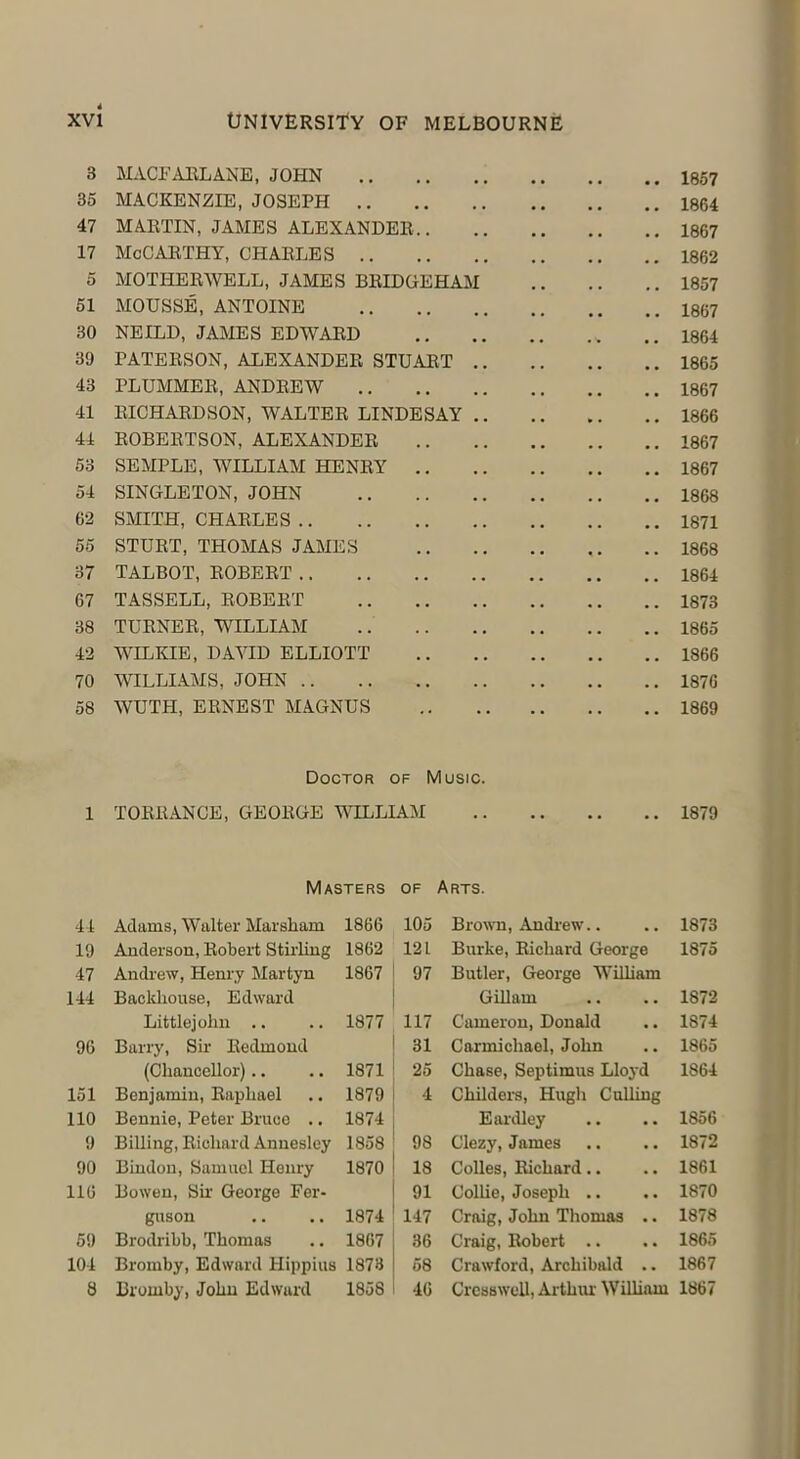 xvi UNIVERSITY OF MELBOURNE
3 MACFARLANE, JOHN .. .. .. .. .. .. 1857
35 MACKENZIE, JOSEPH .. .. .. .. .. .. 1864
47 MARTIN, JAMES ALEXANDER.. .. .. .. .. 1867
17 McCARTHY, CHARLES .. .. .. .. .. .. 1862
5 MOTHERWELL, JAMES BRIDGEHAM .. .. .. 1857
51 MOUSSÉ, ANTOINE .. .. .. .. .. .. 1867
30 NEILD, JAMES EDWARD .. .. .. .. .. 1864
39 PATERSON, ALEXANDER STUART .. .. .. .. 1865
43 PLUMMER, ANDREW .. .. .. .. .. .. 1867
41 RICHARDSON, WALTER LINDESAY .. .. .. .. 1866
44 ROBERTSON, ALEXANDER .. .. .. .. .. 1867
53 SEMPLE, WILLIAM HENRY .. .. .. .. .. 1867
54 SINGLETON, JOHN .. .. .. .. .. .. 1868
62 SMITH, CHARLES .. .. .. .. .. .. .. 1871
55 STURT, THOMAS JAMES .. .. .. .. .. 1868
37 TALBOT, ROBERT .. .. .. .. .. .. .. 1864
67 TASSELL, ROBERT .. .. .. .. .. .. 1873
38 TURNER, WILLIAM .. .. .. .. .. .. 1865
42 WILKIE, DAVID ELLIOTT .. .. .. .. .. 1866
70 WILLIAMS, JOHN .. .. .. .. .. .. .. 1876
58 WUTH, ERNEST MAGNUS .. .. .. .. .. 1869
DOCTOR OF MUSIC.
1 TORRANCE, GEORGE WILLIAM .. .. .. .. 1879
MASTERS OF ARTS.
44 Adams, Walter Marsham 1866
19 Anderson, Robert Stirling 1862
47 Andrew, Henry Martyn 1867
144 Backhouse, Edward
Littlejohn .. .. 1877
96 Barry, Sir Redmond
(Chancellor) .. .. 1871
151 Benjamin, Raphael .. 1879
110 Bennie, Peter Bruce .. 1874
9 Billing, Richard Annesley 1858
90 Bindon, Samuel Henry 1870
116 Bowen, Sir George Fer-
guson .. .. 1874
59 Brodribb, Thomas .. 1867
104 Bromby, Edward Hippius 1873
8 Bromby, John Edward 1858
105 Brown, Andrew.. .. 1873
121 Burke, Richard George 1875
97 Butler, George William
Gillam .. .. 1872
117 Cameron, Donald .. 1874
31 Carmichael, John .. 1865
25 Chase, Septimus Lloyd 1864
4 Childers, Hugh Culling
Eardley .. .. 1856
98 Clezy, James .. .. 1872
18 Colles, Richard .. .. 1861
91 Collie, Joseph .. .. 1870
147 Craig, John Thomas .. 1878
36 Craig, Robert .. .. 1865
58 Crawford, Archibald .. 1867
46 Cresswell, Arthur William 1867